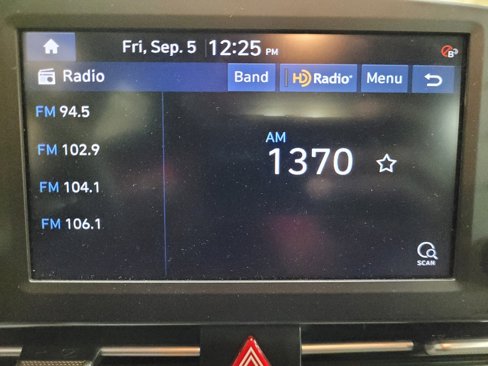 Fri, Sep. 5 12:25 PM
B
Radio Band HD Radio Menu
FM 94.5
FM 102.9
FM 104.1
FM 106.1
AM
1370
SCAN